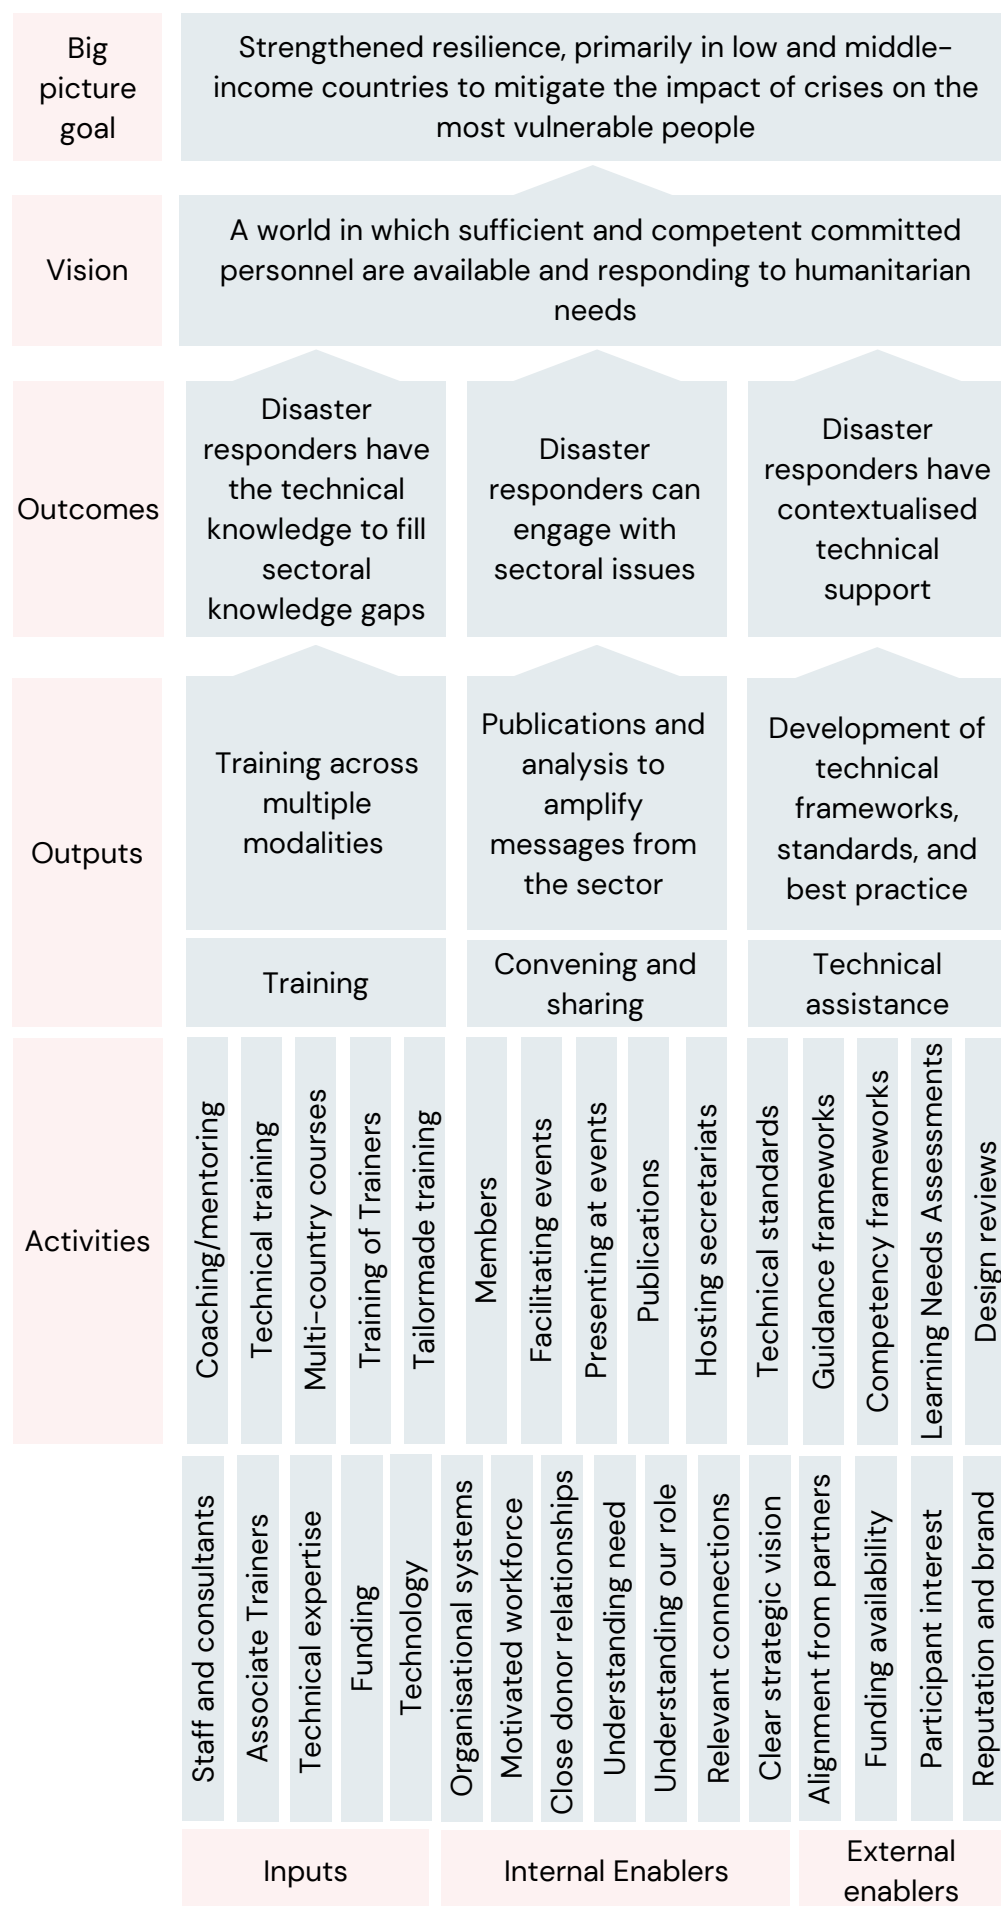 Big
picture
goal
Strengthened resilience, primarily in low and middle-
income countries to mitigate the impact of crises on the
most vulnerable people
Vision
A world in which sufficient and competent committed
personnel are available and responding to humanitarian
needs
Outcomes
Disaster
responders have
the technical
knowledge to fill
sectoral
knowledge gaps
Disaster
responders can
engage with
sectoral issues
Disaster
responders have
contextualised
technical
support
Outputs
Training across
multiple
modalities
Publications and
analysis to
amplify
messages from
the sector
Development of
technical
frameworks,
standards, and
best practice
Training
Convening and
sharing
Technical
assistance
Activities
Coaching/mentoring
Technical training
Multi-country courses
Training of Trainers
Tailormade training
Members
Facilitating events
Presenting at events
Publications
Hosting secretariats
Technical standards
Guidance frameworks
Competency frameworks
Learning Needs Assessments
Design reviews
Staff and consultants
Associate Trainers
Technical expertise
Funding
Technology
Organisational systems
Motivated workforce
Close donor relationships
Understanding need
Understanding our role
Relevant connections
Clear strategic vision
Alignment from partners
Funding availability
Participant interest
Reputation and brand
Inputs
Internal Enablers
External
enablers